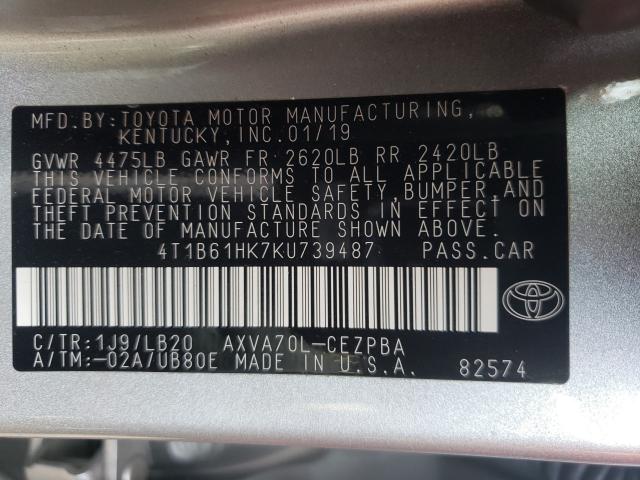 MFD.BY:TOYOTA MOTOR MANUFACTURING,
KENTUCKY,INC.01/19
GVWR 4475LB GAWR FR 2620LB RR 2420LB
THIS VEHICLE CONFORMS TO ALL APPLICABLE
FEDERAL MOTOR VEHICLE SAFETY,BUMPER,AND
THEFT PREVENTION STANDARDS IN EFFECT ON
THE DATE OF MANUFACTURE SHOWN ABOVE.
4T1B61HK7KU739487 PASS.CAR
C/TR:1J9/LB20 AXVA70L-CEZPBA
A/TM:-02A/UB80E MADE IN U.S.A. 82574